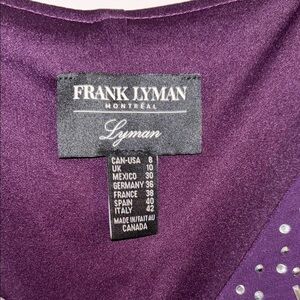 FRANK LYMAN
MONTRÉAL
Lyman
CAN-USA 8
UK 10
MEXICO 30
GERMANY 36
FRANCE 38
SPAIN 40
ITALY 42
MADE IN/FAIT AU
CANADA